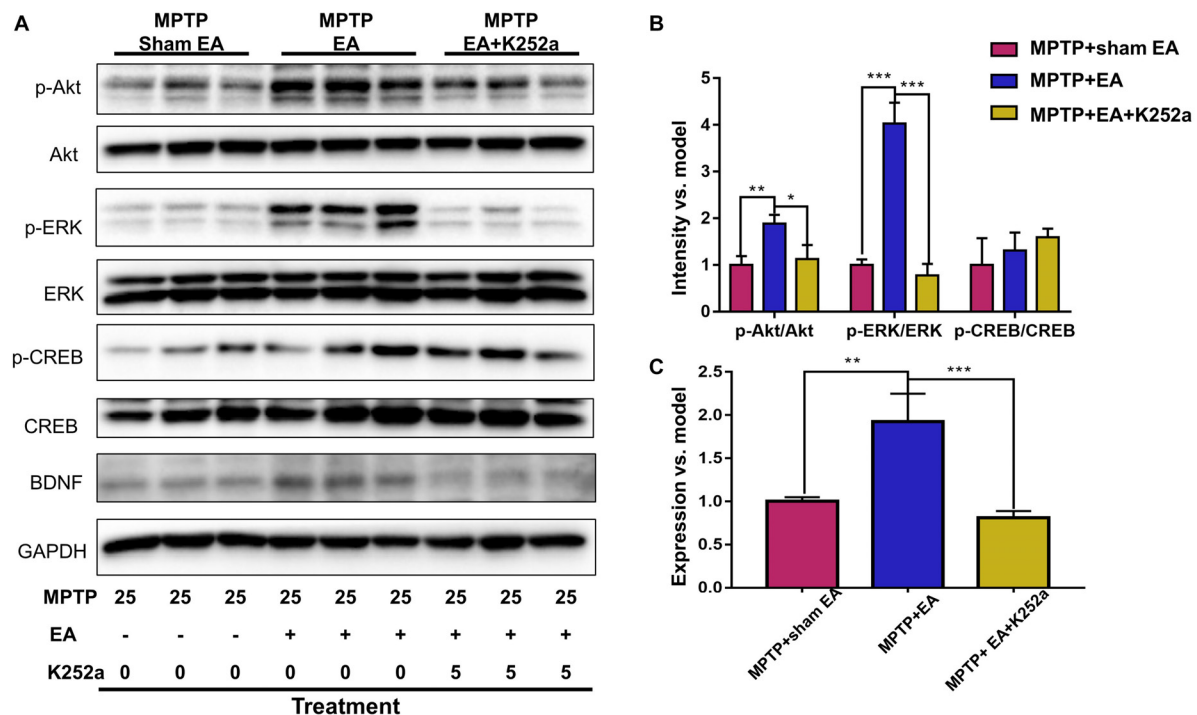 A
MPTP
Sham EA
MPTP
EA
MPTP
EA+K252a
p-Akt
Akt
p-ERK
ERK
p-CREB
CREB
BDNF
GAPDH
MPTP 25 25 25 25 25 25 25 25 25
EA - - - + + + + + +
K252a 0 0 0 0 0 0 5 5 5
Treatment
B
MPTP+sham EA
MPTP+EA
MPTP+EA+K252a
Intensity vs. model
5
4
3
2
1
0
** * *** ***
p-Akt/Akt p-ERK/ERK p-CREB/CREB
C
Expression vs. model
2.5
2.0
1.5
1.0
0.5
0.0
** ***
MPTP+sham EA
MPTP+EA
MPTP+ EA+K252a